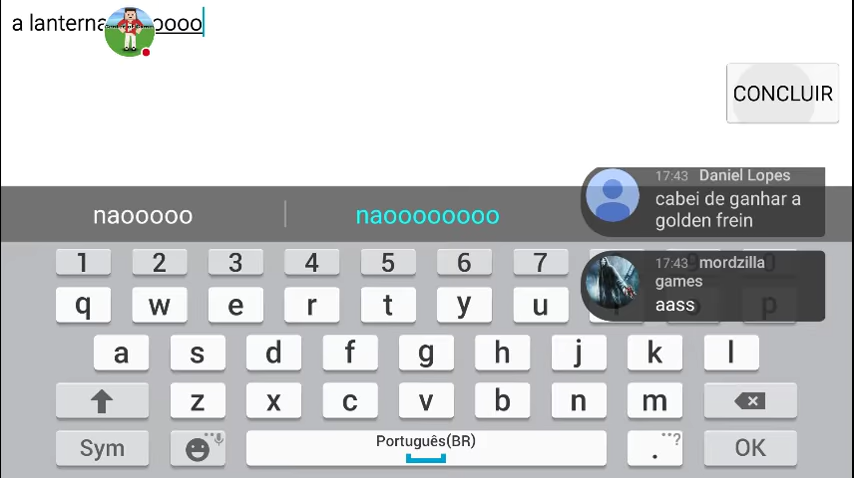 a lanterna oooo
CONCLUIR
17:43 Daniel Lopes
cabei de ganhar a
golden frein
naooooo
naoooooooo
17:43 mordzilla
games
aass
1 2 3 4 5 6 7
q w e r t y u p
a s d f g h j k l
z x c v b n m
Sym
Português(BR)
. ?
OK